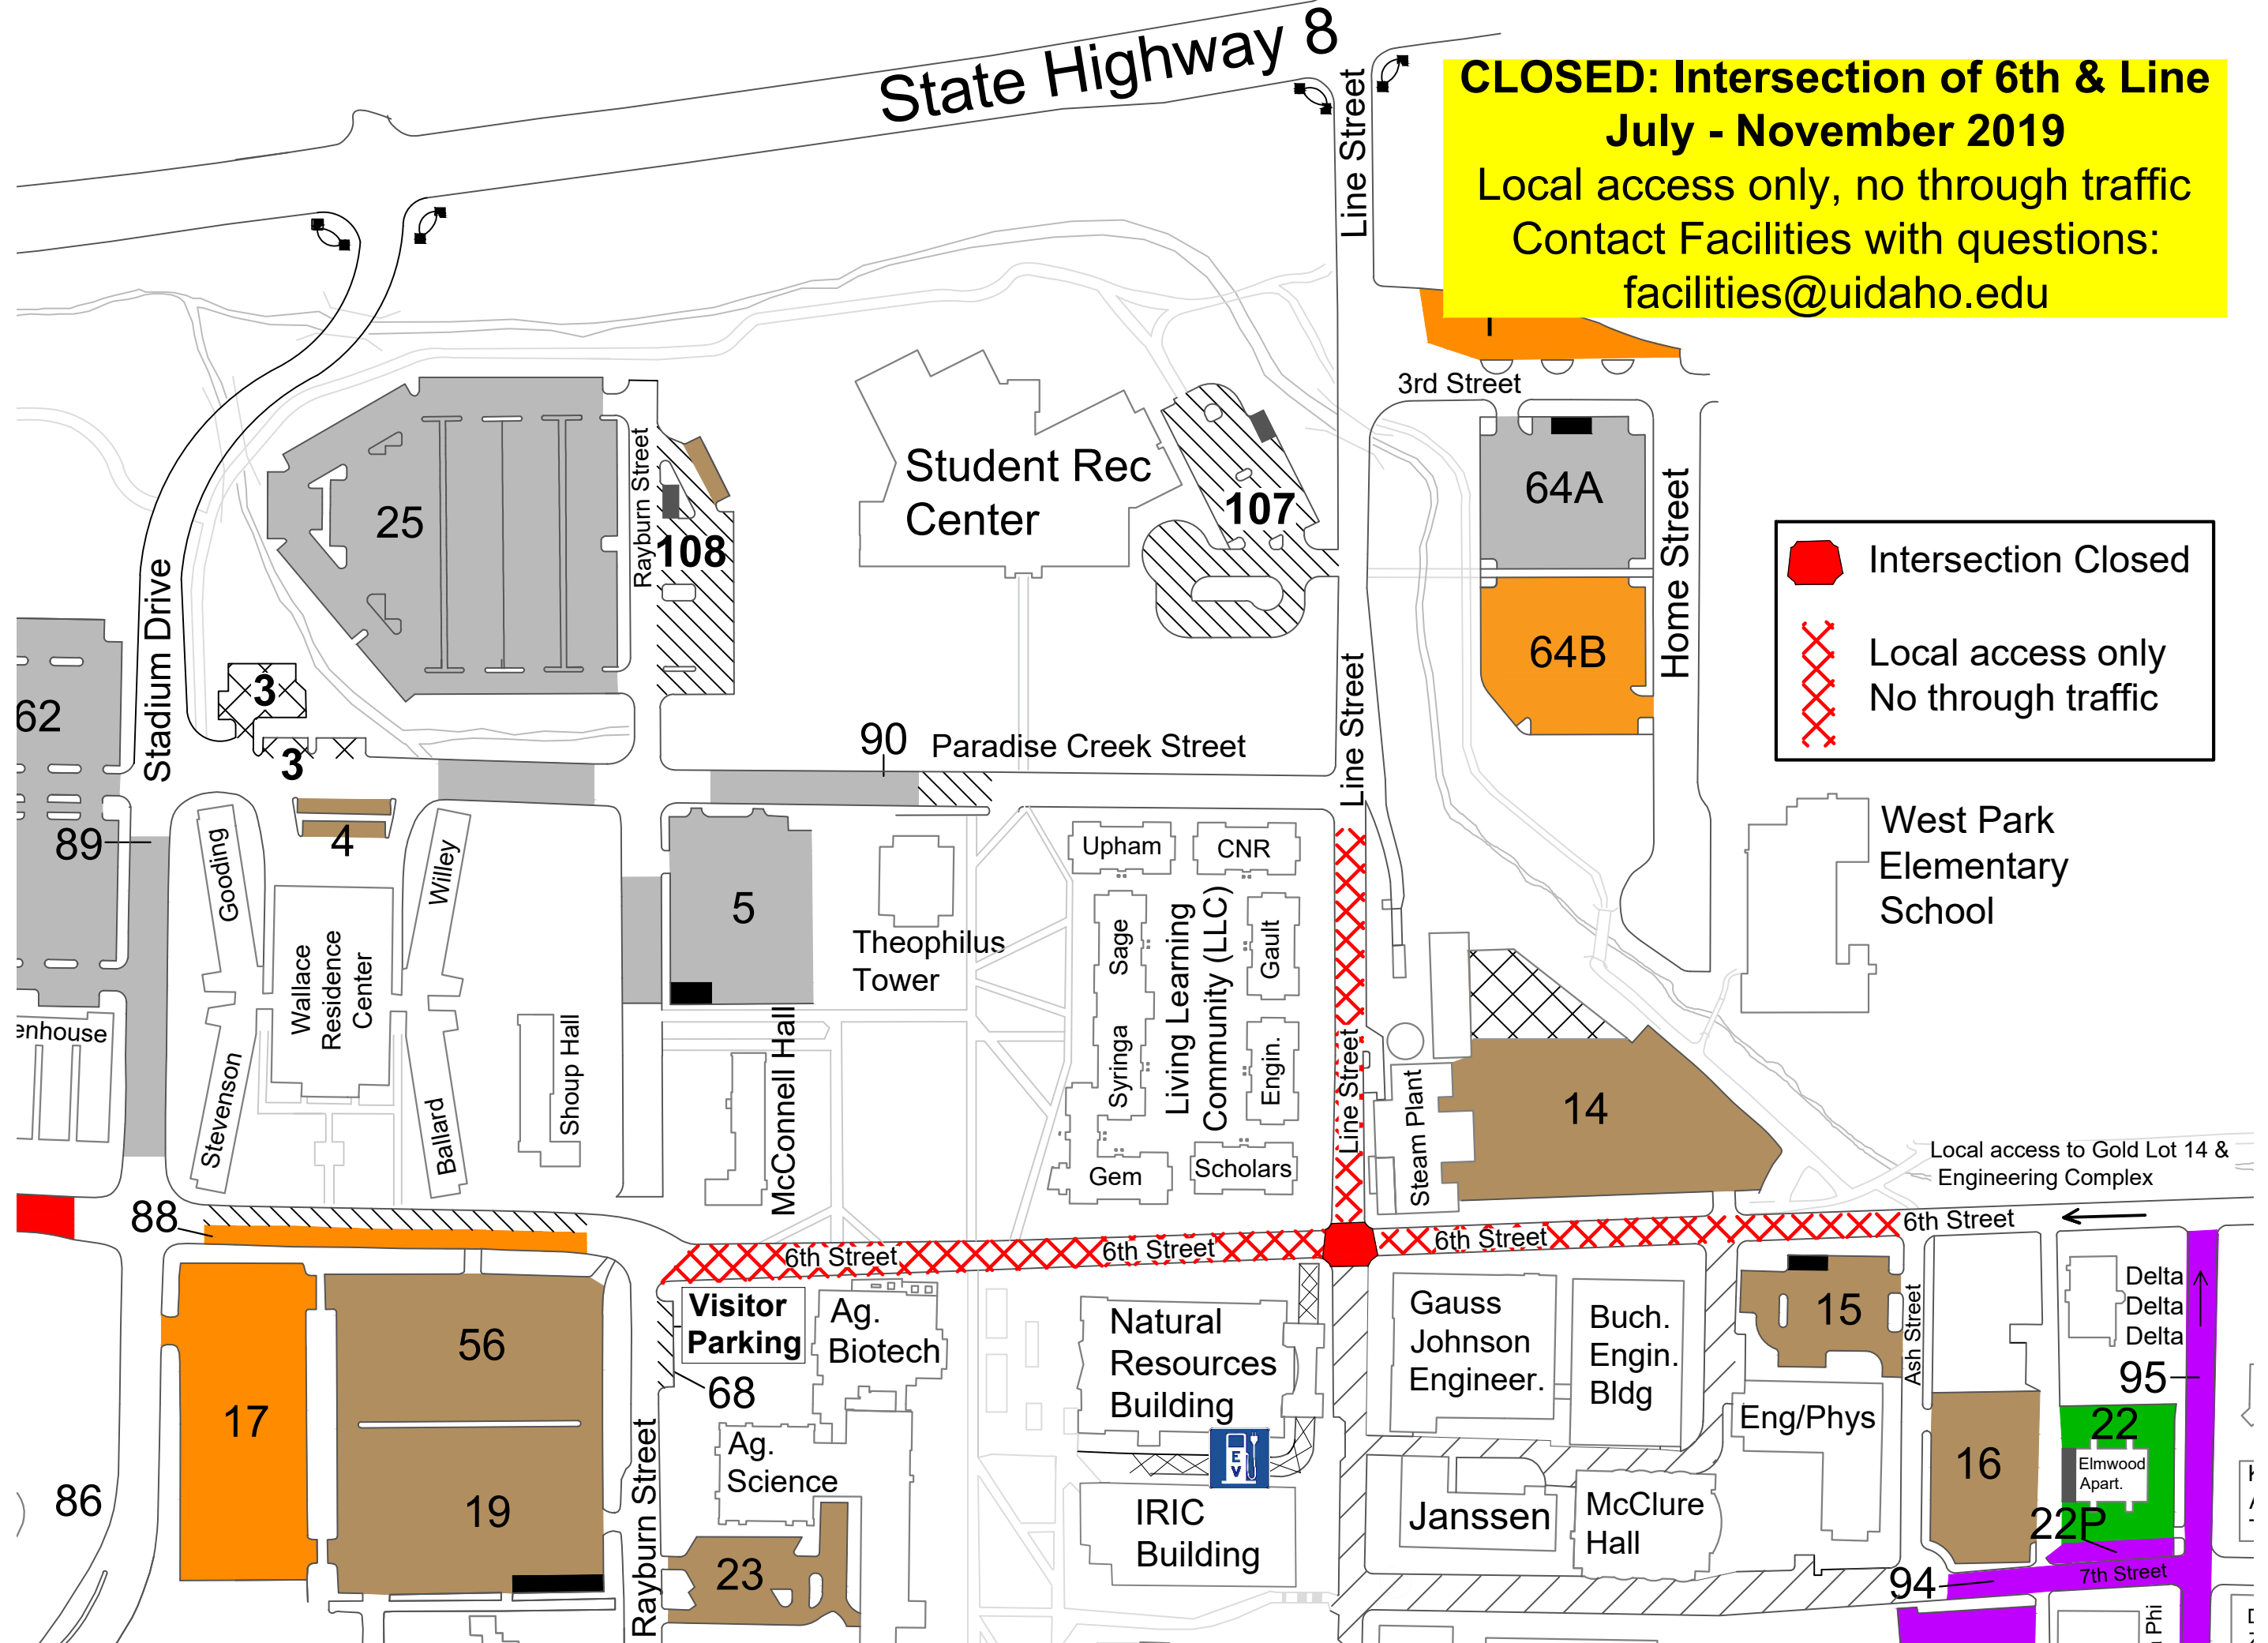 State Highway 8
Line Street
CLOSED: Intersection of 6th & Line
July - November 2019
Local access only, no through traffic
Contact Facilities with questions:
facilities@uidaho.edu
3rd Street
Student Rec
Center
107
64A
64B
Home Street
Intersection Closed
Local access only
No through traffic
25
Rayburn Street
108
Stadium Drive
3
3
62
90
Paradise Creek Street
Line Street
89
4
Gooding
Willey
5
Theophilus
Tower
Upham
CNR
Sage
Gault
Living Learning
Community (LLC)
West Park
Elementary
School
Wallace
Residence
Center
enhouse
Stevenson
Ballard
Shoup Hall
McConnell Hall
Syringa
Engin.
Gem
Scholars
Line Street
Steam Plant
14
Local access to Gold Lot 14 &
Engineering Complex
88
6th Street
6th Street
6th Street
6th Street
Visitor
Parking
68
Ag.
Biotech
Natural
Resources
Building
Gauss
Johnson
Engineer.
Buch.
Engin.
Bldg
15
Ash Street
Delta
Delta
Delta
95
17
56
19
86
Rayburn Street
Ag.
Science
23
EV
IRIC
Building
Janssen
McClure
Hall
Eng/Phys
16
22
Elmwood
Apart.
22P
94
7th Street
Phi